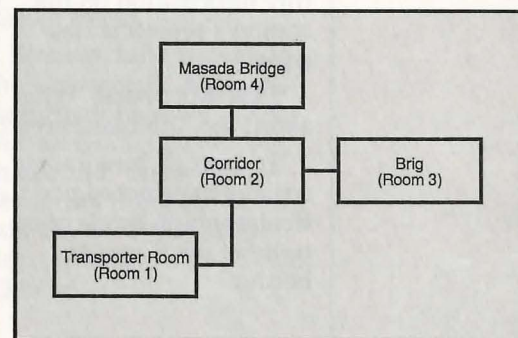 Masada Bridge
(Room 4)
Corridor
(Room 2)
Brig
(Room 3)
Transporter Room
(Room 1)